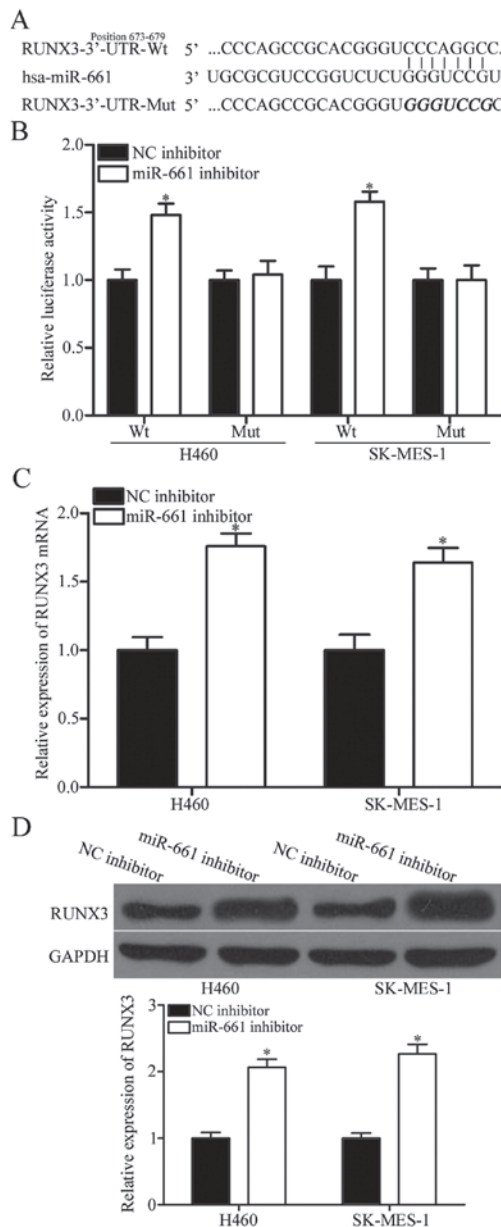 A
Position 673-679
RUNX3-3'-UTR-Wt 5' ...CCCAGCCGCACGGGUCCCAGGCC.
hsa-miR-661 3' UGCGCGUCCGGUCUCUGGGUCCGU
RUNX3-3'-UTR-Mut 5' ...CCCAGCCGCACGGGUGGGUCCGC
B
NC inhibitor
miR-661 inhibitor
Relative luciferase activity
2.0
1.5
1.0
0.5
0.0
* *
Wt Mut Wt Mut
H460 SK-MES-1
C
NC inhibitor
miR-661 inhibitor
Relative expression of RUNX3 mRNA
2.0
1.5
1.0
0.5
0.0
* *
H460 SK-MES-1
D
NC inhibitor miR-661 inhibitor NC inhibitor miR-661 inhibitor
RUNX3
GAPDH
H460 SK-MES-1
NC inhibitor
miR-661 inhibitor
Relative expression of RUNX3
3
2
1
0
* *
H460 SK-MES-1